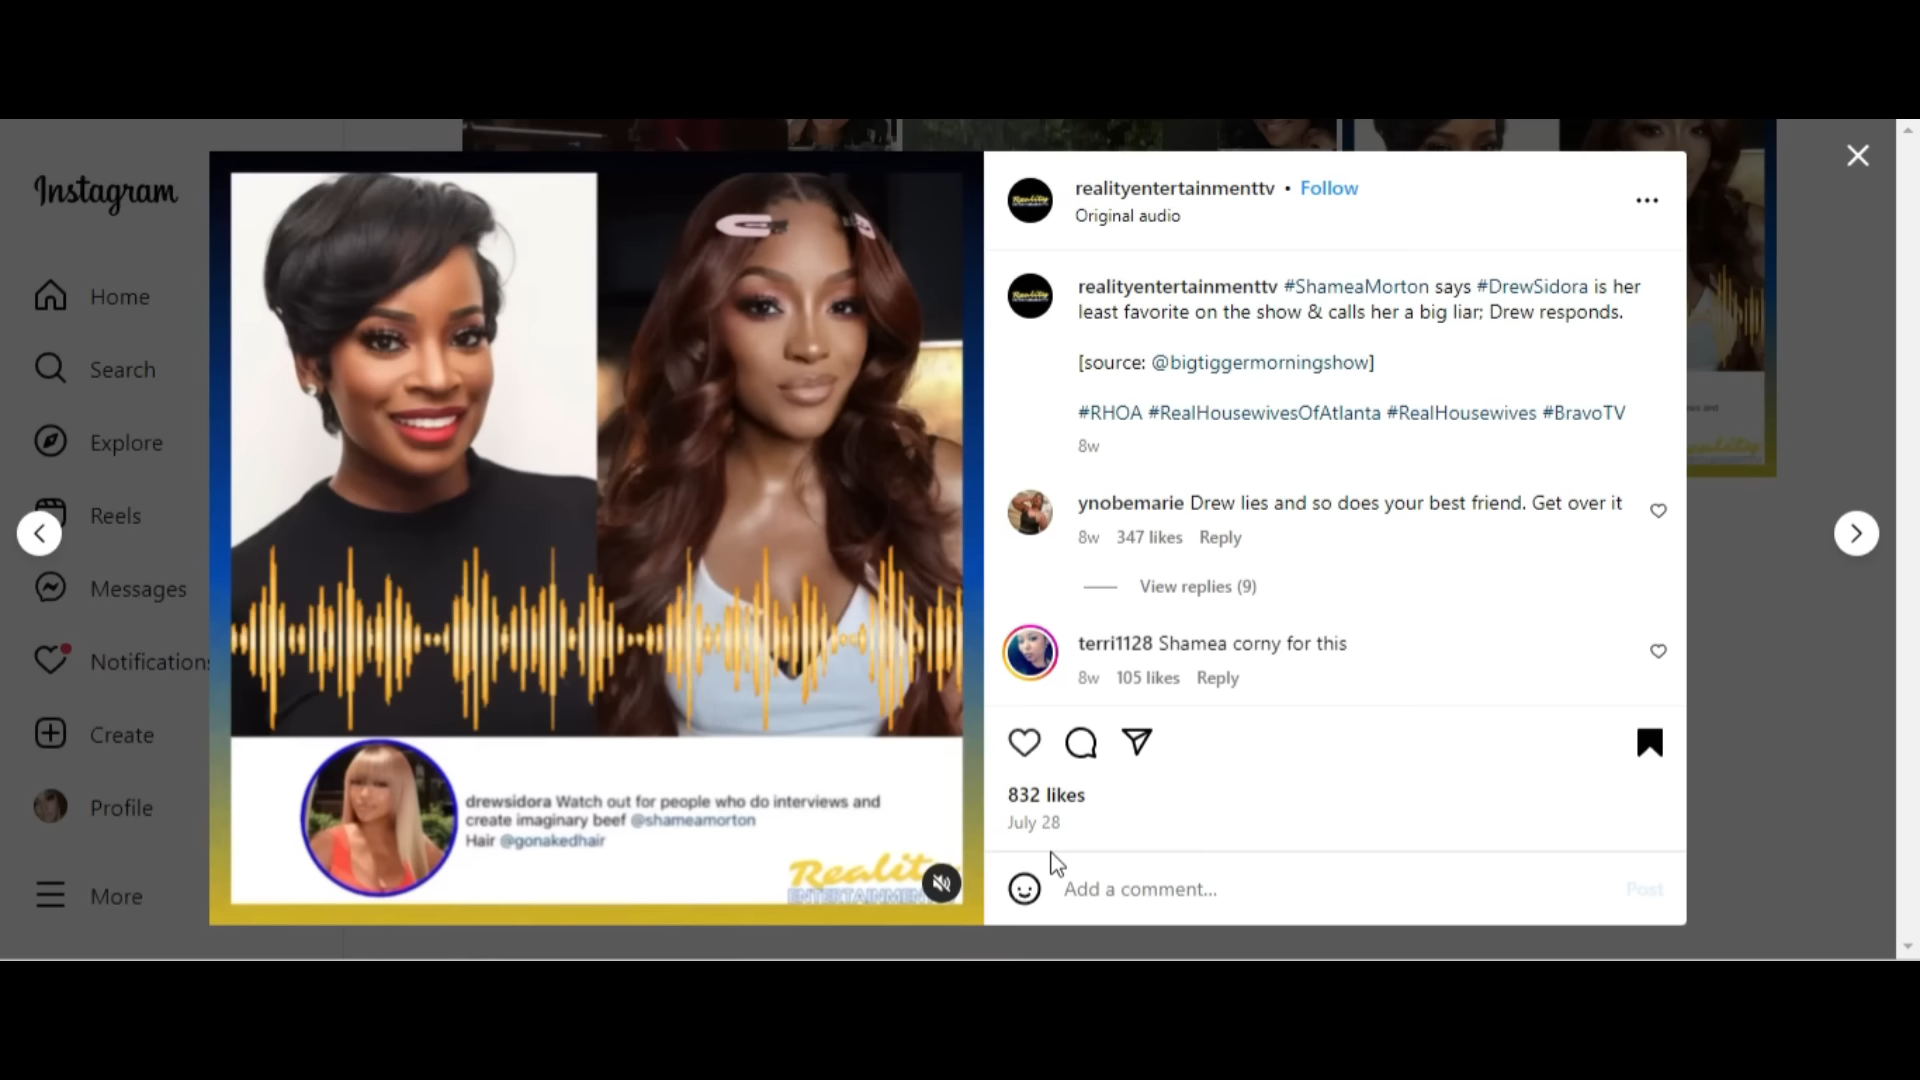 Instagram
Home
Search
Explore
Reels
Messages
Notifications
Create
Profile
More
drewsidora Watch out for people who do interviews and
create imaginary beef @shameamorton
Hair @gonakedhair
Reality
ENTERTAINMEN
realityentertainmenttv • Follow
Original audio
realityentertainmenttv #ShameaMorton says #DrewSidora is her
least favorite on the show & calls her a big liar; Drew responds.
[source: @bigtiggermorningshow]
#RHOA #RealHousewivesOfAtlanta #RealHousewives #BravoTV
8w
ynobemarie Drew lies and so does your best friend. Get over it
8w 347 likes Reply
View replies (9)
terri1128 Shamea corny for this
8w 105 likes Reply
832 likes
July 28
Add a comment...
Post